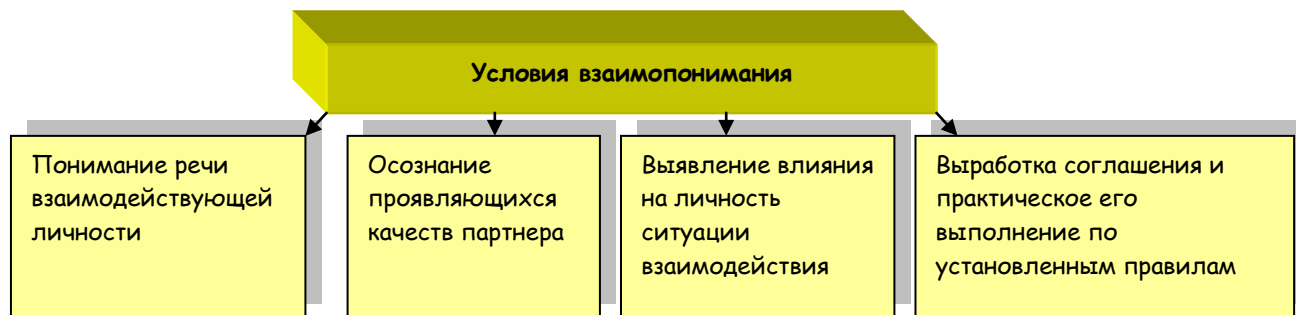 Условия взаимопонимания
Понимание речи
взаимодействующей
личности
Осознание
проявляющихся
качеств партнера
Выявление влияния
на личность
ситуации
взаимодействия
Выработка соглашения и
практическое его
выполнение по
установленным правилам